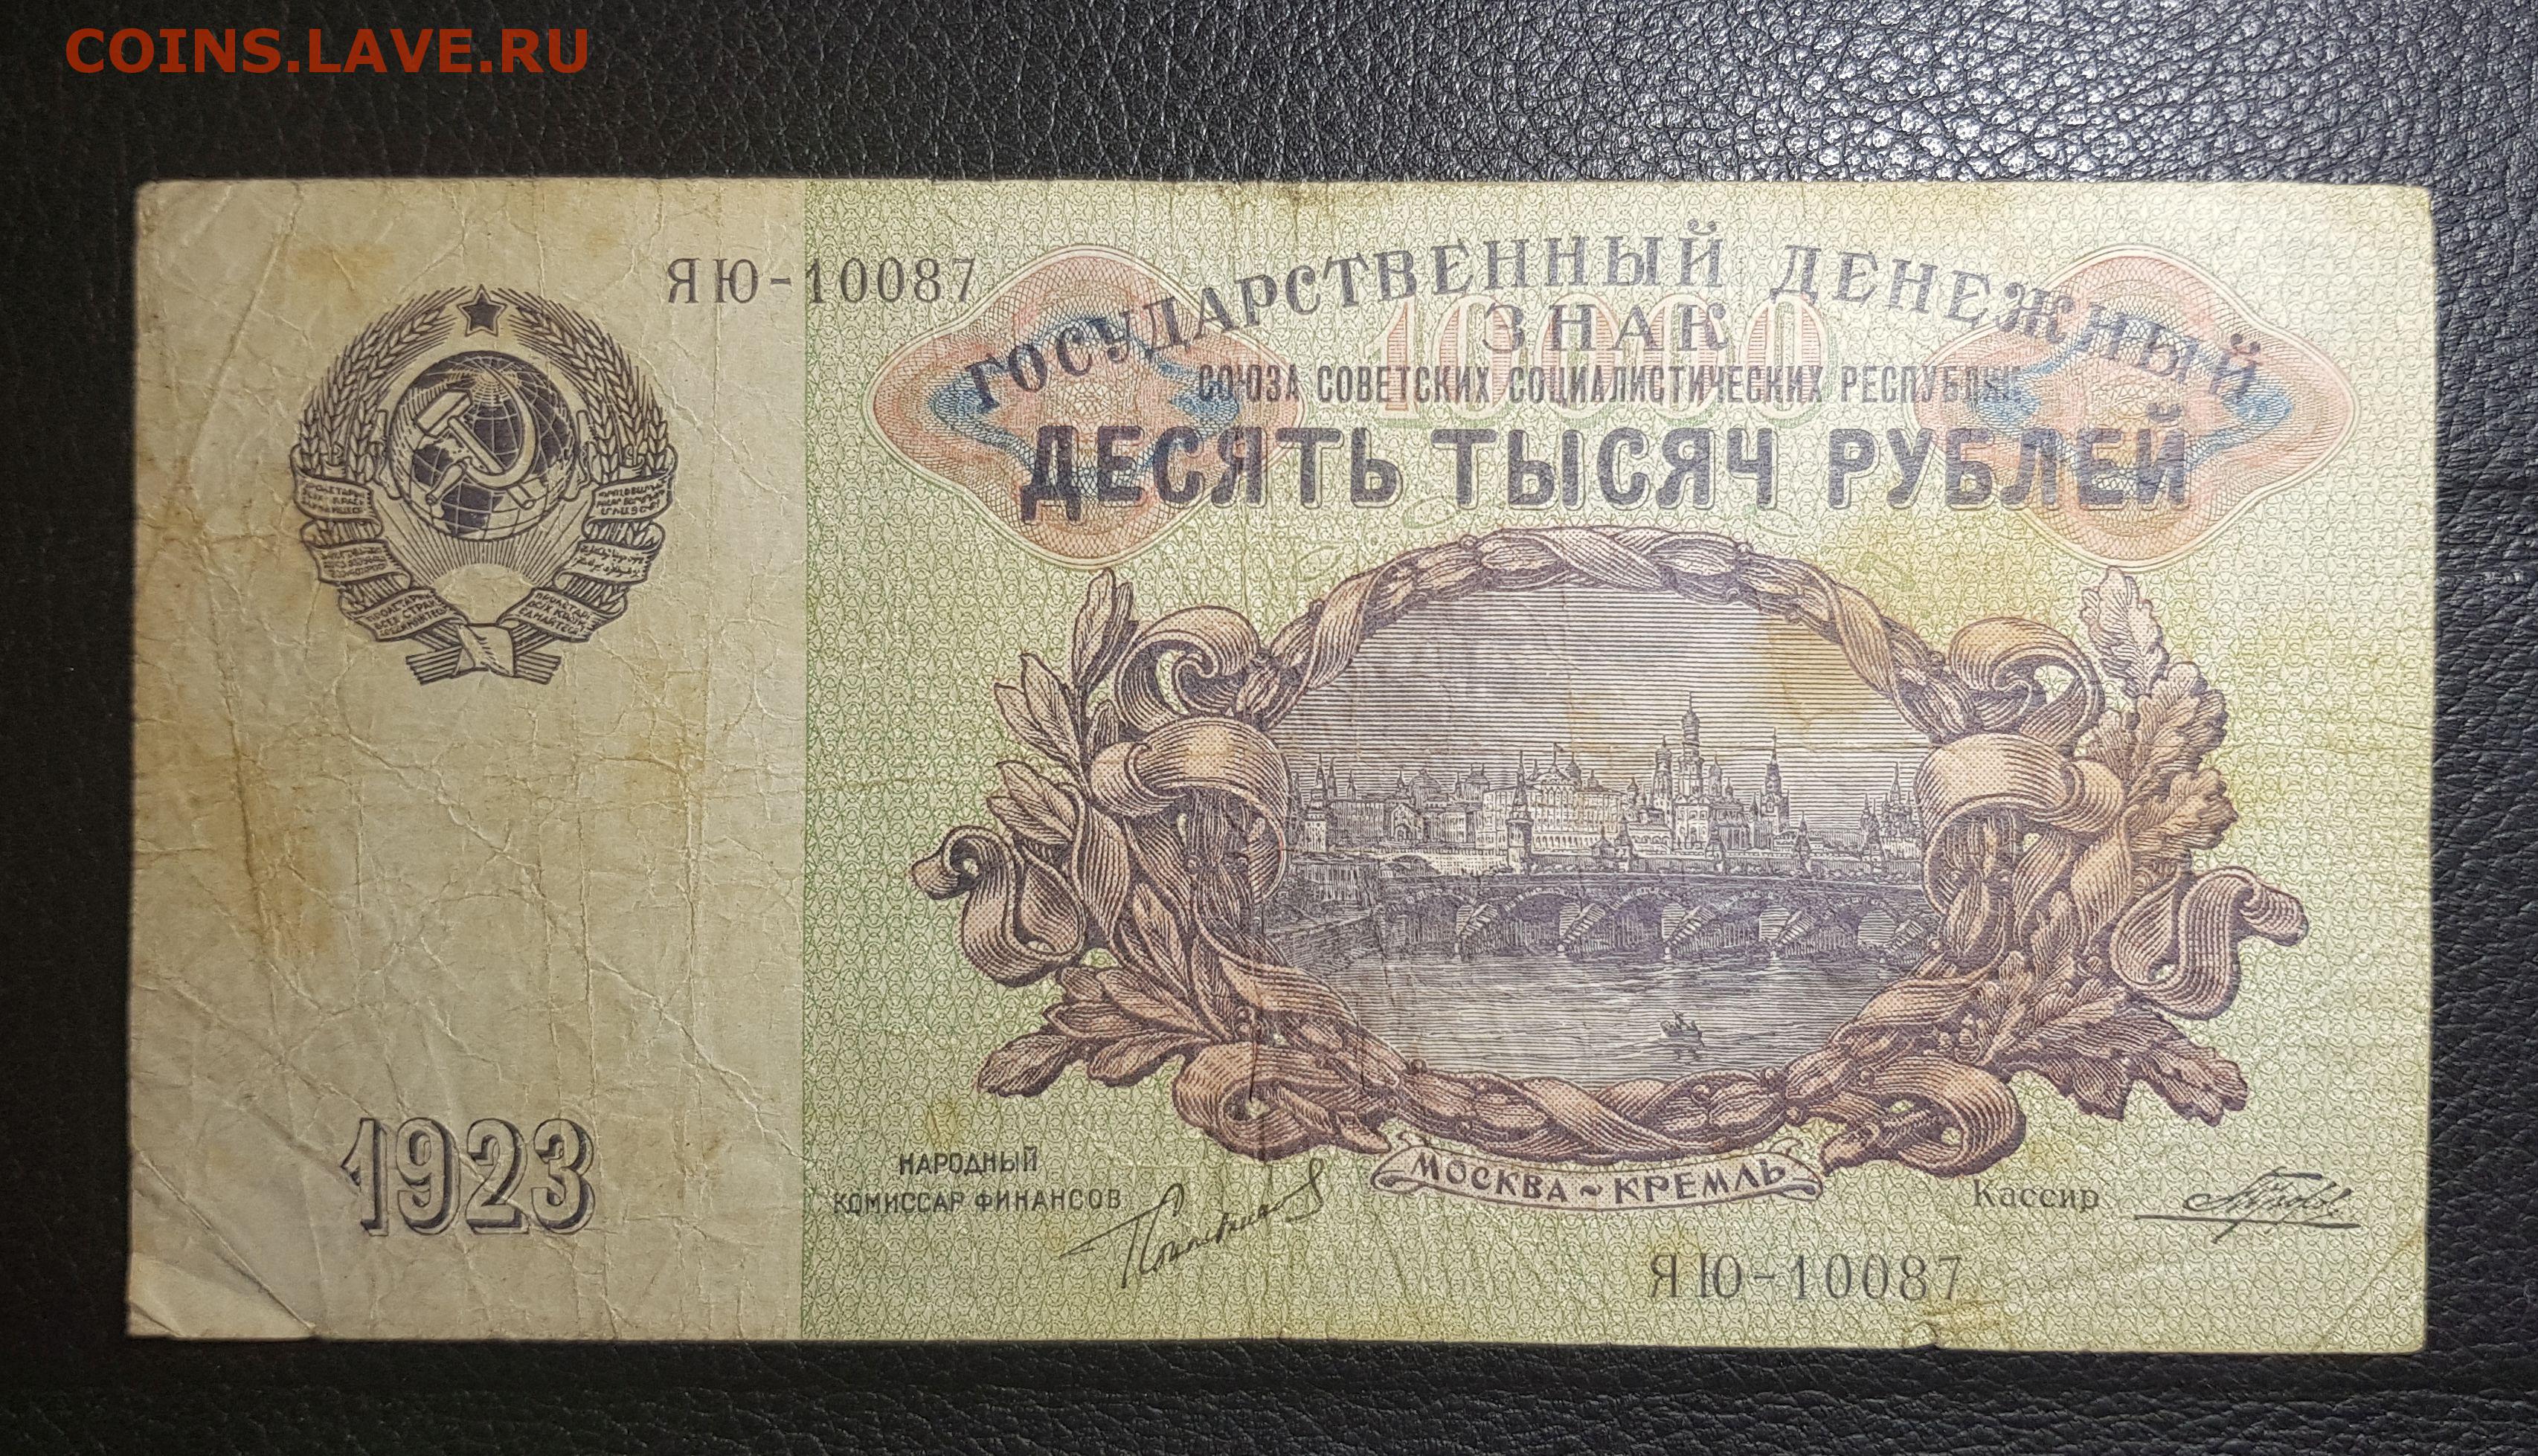 COINS.LAVE.RU
ЯЮ-10087
ГОСУДАРСТВЕННЫЙ ДЕНЕЖНЫЙ
ЗНАК
10000
СОЮЗА СОВЕТСКИХ СОЦИАЛИСТИЧЕСКИХ РЕСПУБЛИК
ДЕСЯТЬ ТЫСЯЧ РУБЛЕЙ
1923
НАРОДНЫЙ
КОМИССАР ФИНАНСОВ
МОСКВА~КРЕМЛЬ
Кассир
ЯЮ-10087